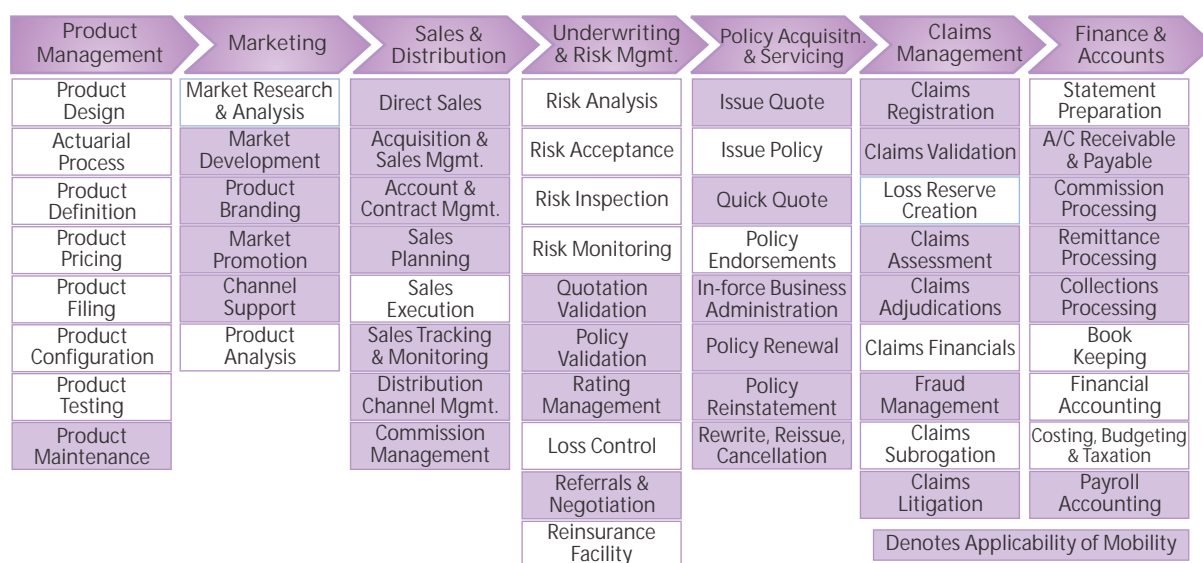 Product
Management
Marketing
Sales &
Distribution
Underwriting
& Risk Mgmt.
Policy Acquisitn.
& Servicing
Claims
Management
Finance &
Accounts
Product
Design
Actuarial
Process
Product
Definition
Product
Pricing
Product
Filing
Product
Configuration
Product
Testing
Product
Maintenance
Market Research
& Analysis
Market
Development
Product
Branding
Market
Promotion
Channel
Support
Product
Analysis
Direct Sales
Acquisition &
Sales Mgmt.
Account &
Contract Mgmt.
Sales
Planning
Sales
Execution
Sales Tracking
& Monitoring
Distribution
Channel Mgmt.
Commission
Management
Risk Analysis
Risk Acceptance
Risk Inspection
Risk Monitoring
Quotation
Validation
Policy
Validation
Rating
Management
Loss Control
Referrals &
Negotiation
Reinsurance
Facility
Issue Quote
Issue Policy
Quick Quote
Policy
Endorsements
In-force Business
Administration
Policy Renewal
Policy
Reinstatement
Rewrite, Reissue,
Cancellation
Claims
Registration
Claims Validation
Loss Reserve
Creation
Claims
Assessment
Claims
Adjudications
Claims Financials
Fraud
Management
Claims
Subrogation
Claims
Litigation
Statement
Preparation
A/C Receivable
& Payable
Commission
Processing
Remittance
Processing
Collections
Processing
Book
Keeping
Financial
Accounting
Costing, Budgeting
& Taxation
Payroll
Accounting
Denotes Applicability of Mobility